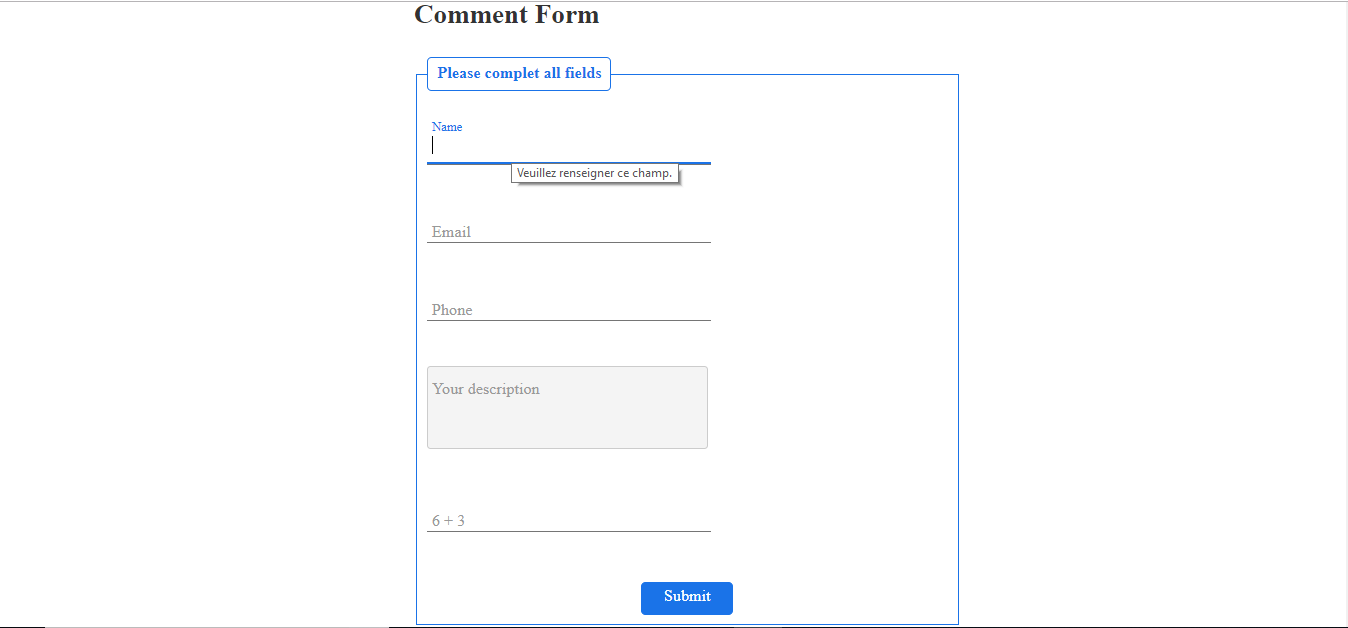 Comment Form
Please complet all fields
Name
Veuillez renseigner ce champ.
Email
Phone
Your description
6 + 3
Submit